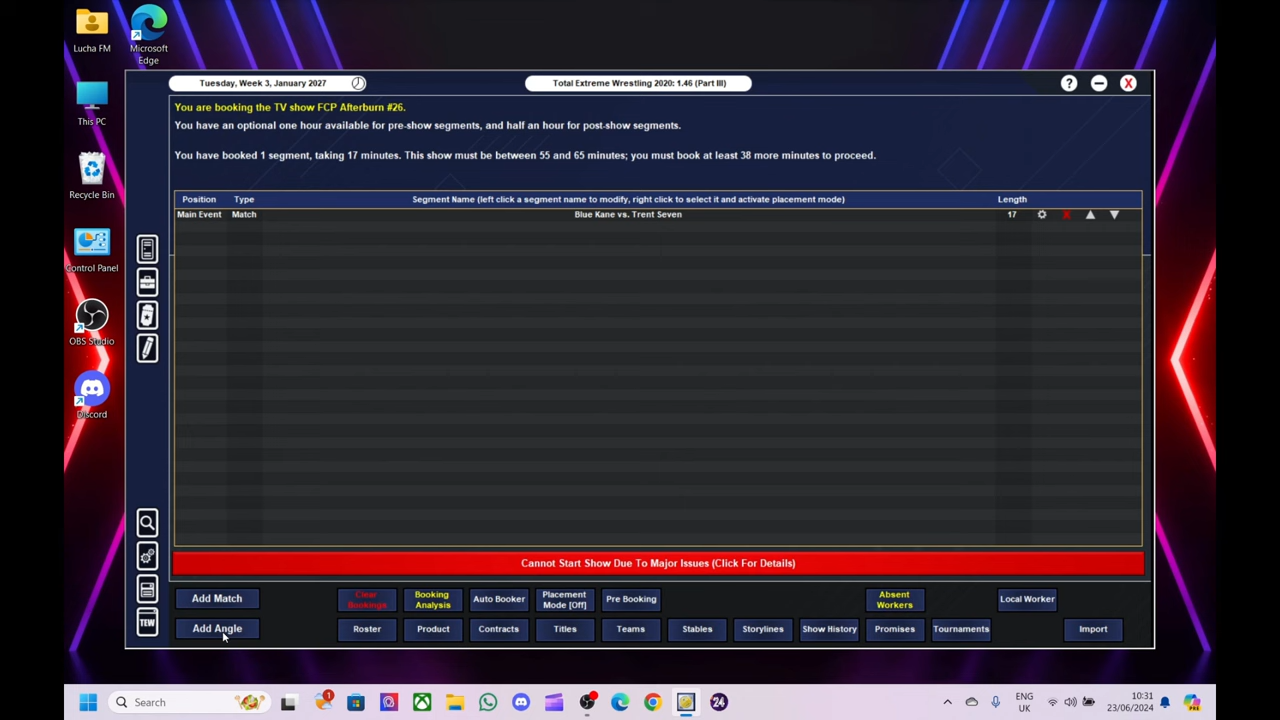 Lucha FM
Microsoft
Edge
This PC
Recycle Bin
Control Panel
OBS Studio
Discord
Tuesday, Week 3, January 2027
Total Extreme Wrestling 2020: 1.46 (Part III)
?
X
You are booking the TV show FCP Afterburn #26.
You have an optional one hour available for pre-show segments, and half an hour for post-show segments.
You have booked 1 segment, taking 17 minutes. This show must be between 55 and 65 minutes; you must book at least 38 more minutes to proceed.
Position Type Segment Name (left click a segment name to modify, right click to select it and activate placement mode) Length
Main Event Match Blue Kane vs. Trent Seven 17
TEW
Cannot Start Show Due To Major Issues (Click For Details)
Add Match
Clear
Bookings
Booking
Analysis
Auto Booker
Placement
Mode [Off]
Pre Booking
Absent
Workers
Local Worker
Add Angle
Roster
Product
Contracts
Titles
Teams
Stables
Storylines
Show History
Promises
Tournaments
Import
Search
1
24
ENG
UK
10:31
23/06/2024